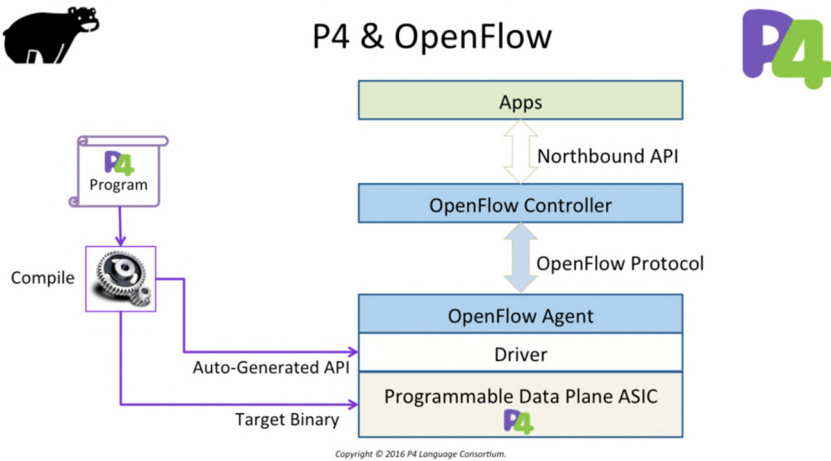 P4 & OpenFlow
P4
Apps
Northbound API
P4
Program
OpenFlow Controller
Compile
OpenFlow Protocol
OpenFlow Agent
Driver
Auto-Generated API
Programmable Data Plane ASIC
P4
Target Binary
Copyright © 2016 P4 Language Consortium.